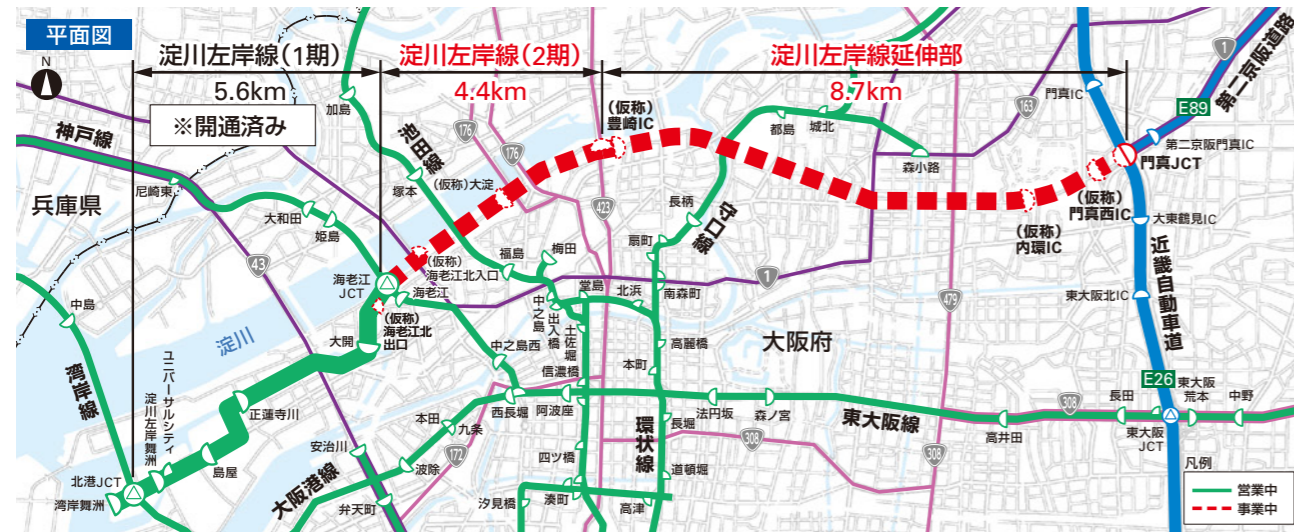 平面図
N
淀川左岸線(1期)
5.6km
※開通済み
淀川左岸線(2期)
4.4km
淀川左岸線延伸部
8.7km
1
第二京阪道路
E89
門真IC
第二京阪門真IC
門真JCT
(仮称)
門真西IC
(仮称)
内環IC
163
加島
池田線
176
176
(仮称)
豊崎IC
都島
城北
森小路
神戸線
尼崎東
兵庫県
大和田
姫島
塚本
(仮称)大淀
423
長柄
守口線
扇町
大東鶴見IC
近畿自動車道
43
海老江
JCT
(仮称)
海老江北入口
海老江
福島
梅田
1
479
中島
淀川
(仮称)
海老江北
出口
大開
中之島
出入橋
堂島
北浜
南森町
土佐堀
高麗橋
大阪府
東大阪北IC
湾岸線
ユニバーサルシティ
淀川左岸舞洲
正蓮寺川
中之島西
信濃橋
本町
E26
東大阪
荒本
長田
中野
308
北港JCT
湾岸舞洲
島屋
安治川
本田
九条
西長堀
阿波座
法円坂
森ノ宮
東大阪線
高井田
東大阪
JCT
大阪港線
172
波除
弁天町
四ツ橋
環状線
長堀
308
308
道頓堀
汐見橋
湊町
高津
凡例
営業中
事業中